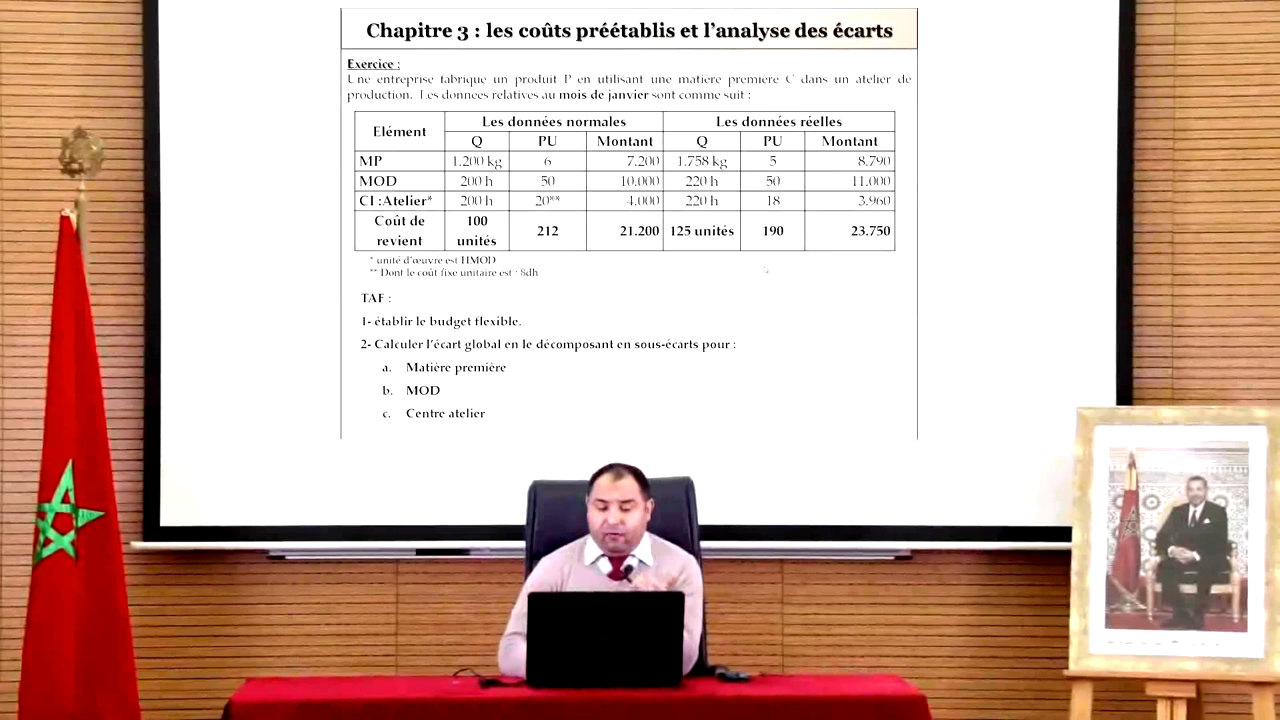 Chapitre 3 : les coûts préétablis et l'analyse des écarts
Exercice :
Une entreprise fabrique un produit P en utilisant une matière première C dans un atelier de
production. Les données relatives au mois de janvier sont comme suit :
Elément Les données normales Les données réelles
Q PU Montant Q PU Montant
MP 1.200 kg 6 7.200 1.758 kg 5 8.790
MOD 200 h 50 10.000 220 h 50 11.000
CI :Atelier* 200 h 20** 4.000 220 h 18 3.960
Coût de revient 100 unités 212 21.200 125 unités 190 23.750
* unité d'œuvre est HMOD
** Dont le coût fixe unitaire est : 8dh
TAF :
1- établir le budget flexible.
2- Calculer l'écart global en le décomposant en sous-écarts pour :
a. Matière première
b. MOD
c. Centre atelier